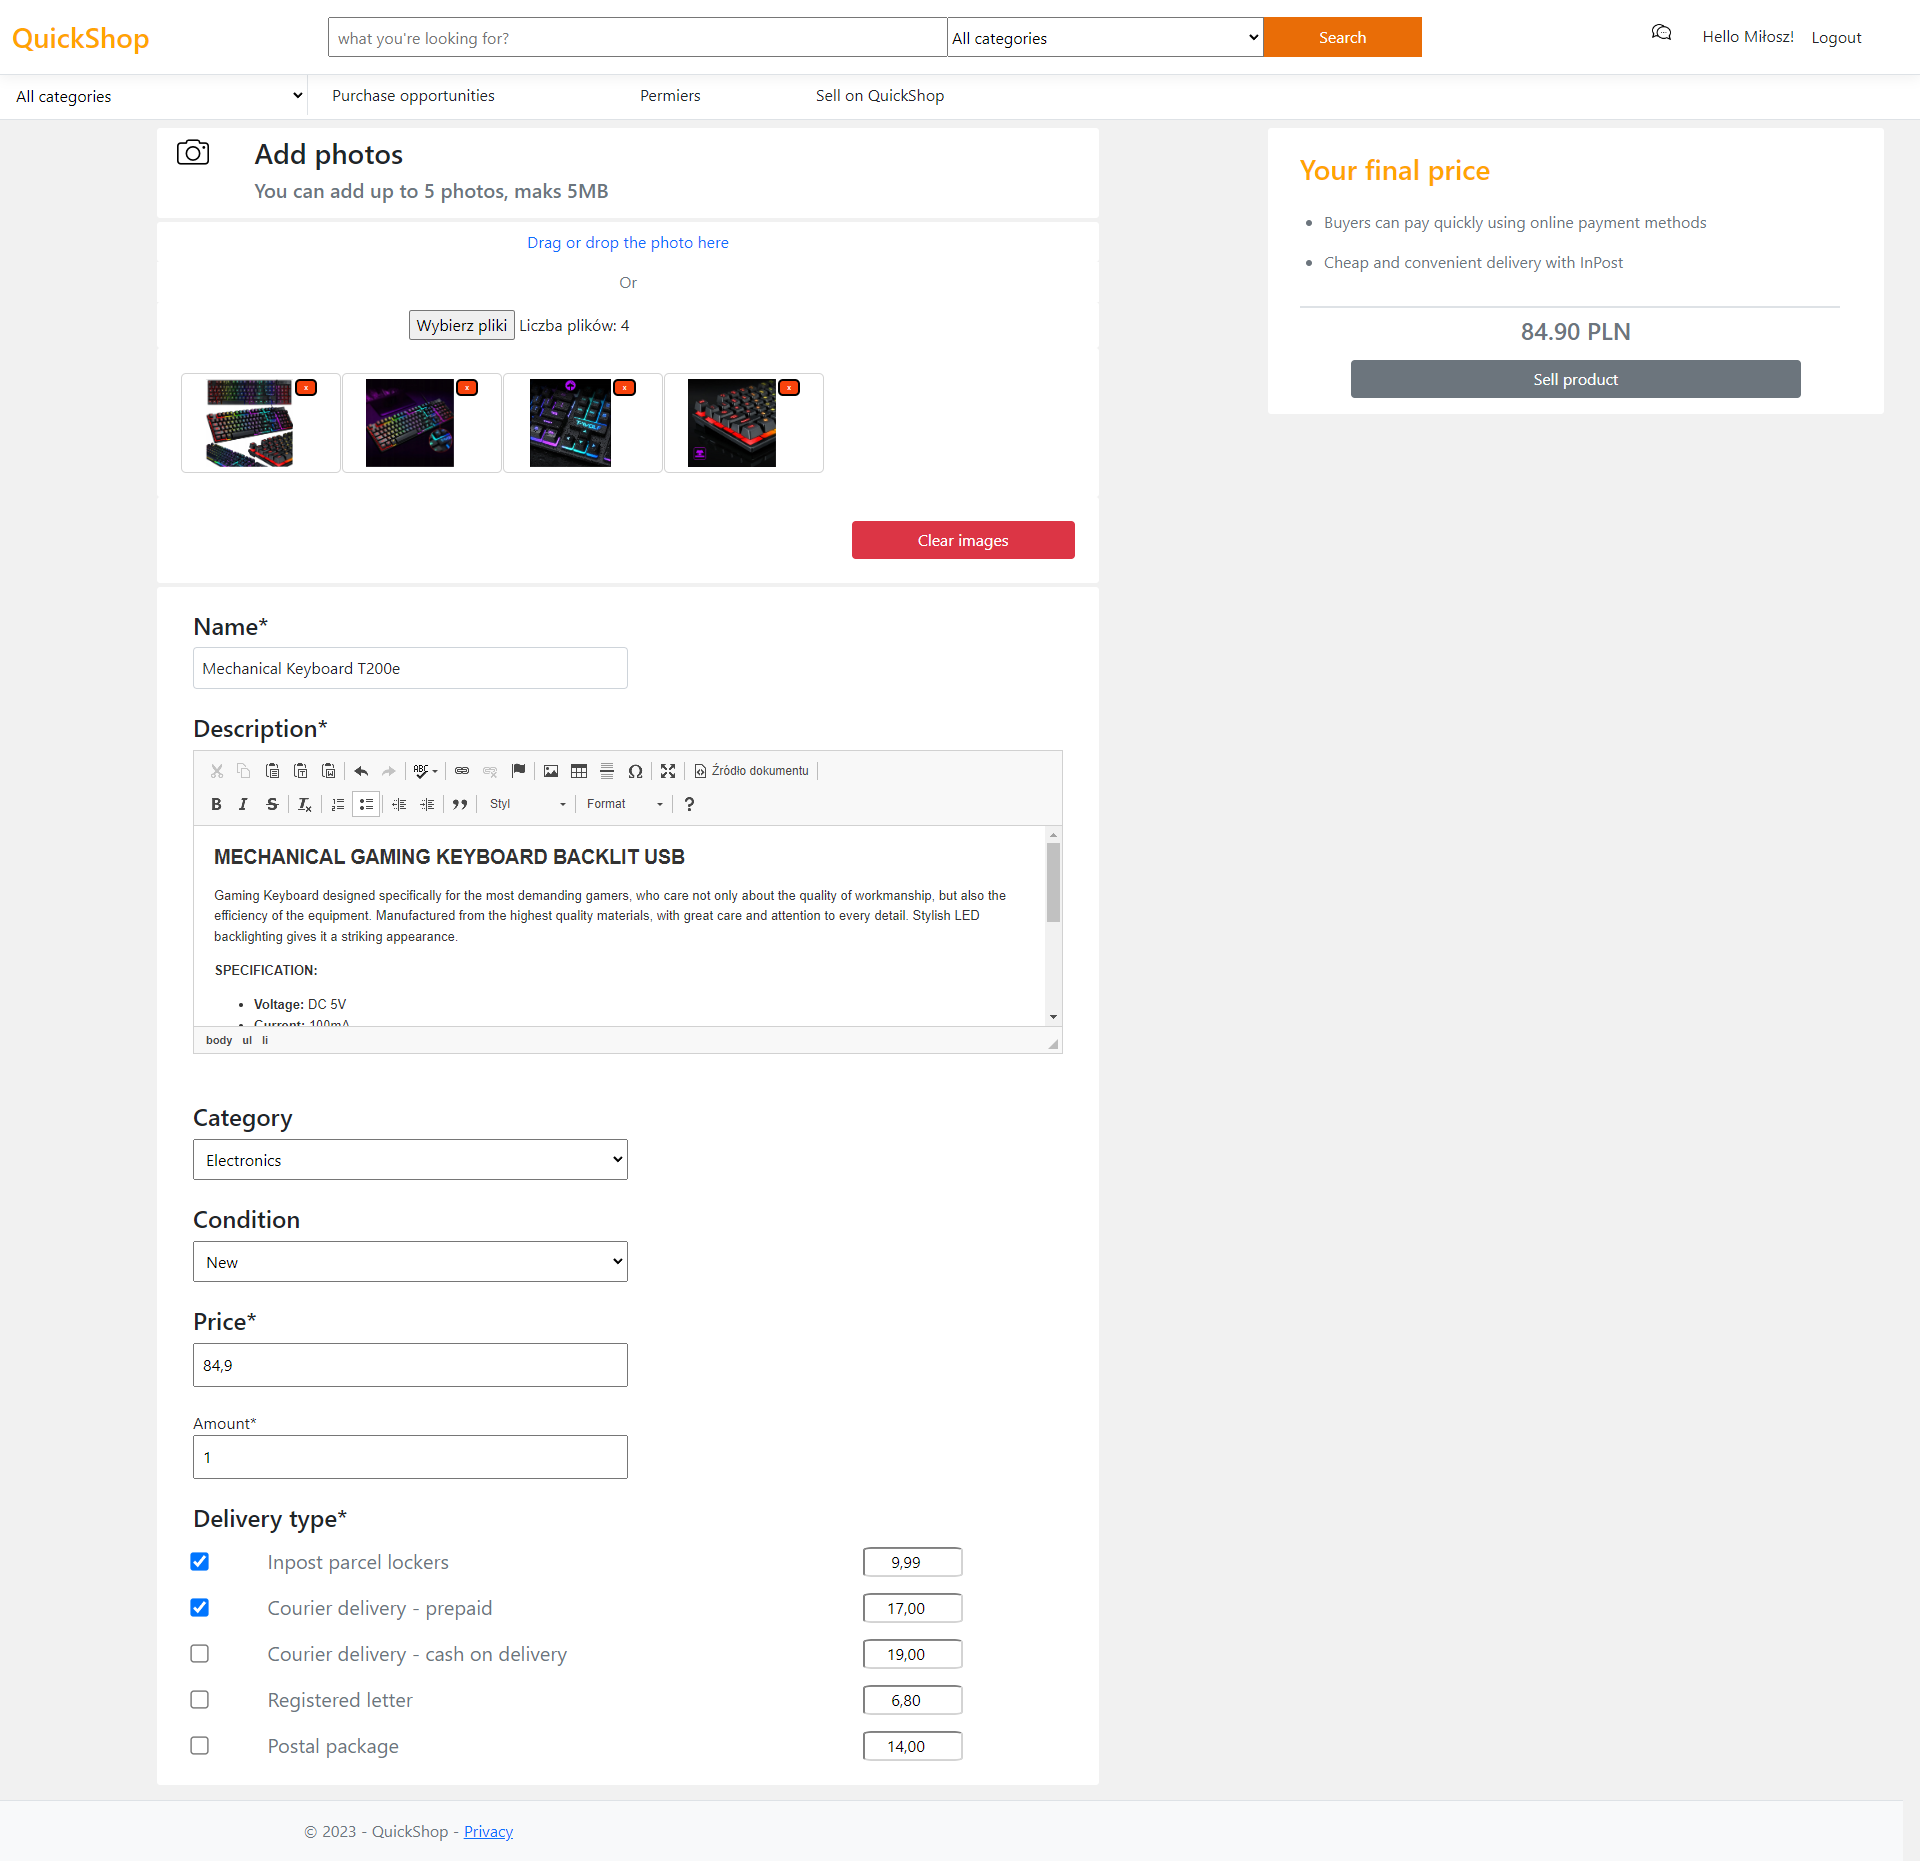 QuickShop
what you're looking for?
All categories
Search
Hello Miłosz!
Logout
All categories
Purchase opportunities
Permiers
Sell on QuickShop
Add photos
You can add up to 5 photos, maks 5MB
Drag or drop the photo here
Or
Wybierz pliki Liczba plików: 4
x
x
x
x
Clear images
Your final price
Buyers can pay quickly using online payment methods
Cheap and convenient delivery with InPost
84.90 PLN
Sell product
Name*
Mechanical Keyboard T200e
Description*
ABC
Źródło dokumentu
Styl
Format
MECHANICAL GAMING KEYBOARD BACKLIT USB
Gaming Keyboard designed specifically for the most demanding gamers, who care not only about the quality of workmanship, but also the
efficiency of the equipment. Manufactured from the highest quality materials, with great care and attention to every detail. Stylish LED
backlighting gives it a striking appearance.
SPECIFICATION:
Voltage: DC 5V
Current: 100mA
body ul li
Category
Electronics
Condition
New
Price*
84,9
Amount*
1
Delivery type*
Inpost parcel lockers 9,99
Courier delivery - prepaid 17,00
Courier delivery - cash on delivery 19,00
Registered letter 6,80
Postal package 14,00
© 2023 - QuickShop - Privacy